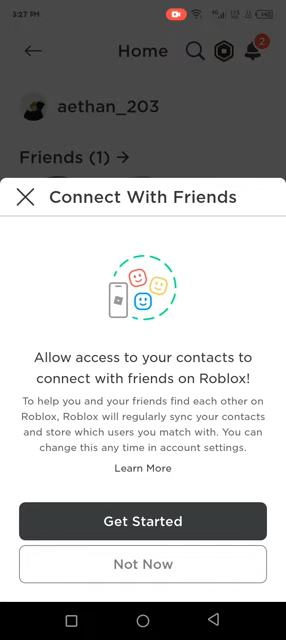 3:27 PM
Home
2
aethan_203
Friends (1) →
Connect With Friends
Allow access to your contacts to
connect with friends on Roblox!
To help you and your friends find each other on
Roblox, Roblox will regularly sync your contacts
and store which users you match with. You can
change this any time in account settings.
Learn More
Get Started
Not Now